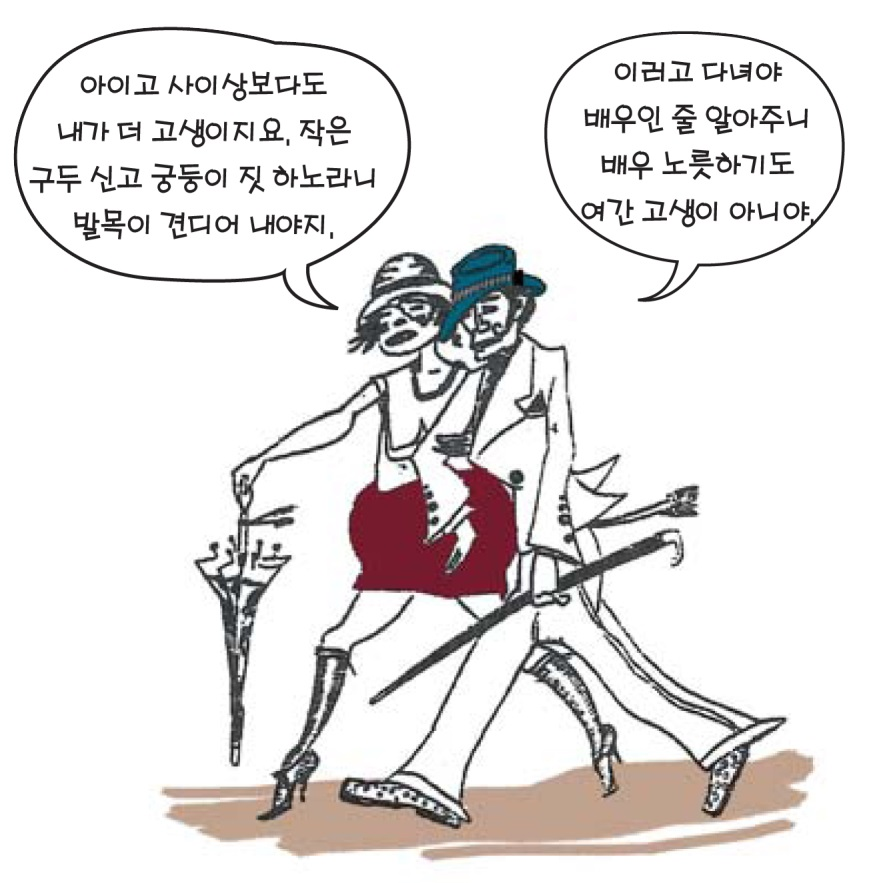 아이고 사이상보다도
내가 더 고생이지요. 작은
구두 신고 궁둥이 짓 하노라니
발목이 견디어 내야지.
이러고 다녀야
배우인 줄 알아주니
배우 노릇하기도
여간 고생이 아니야.